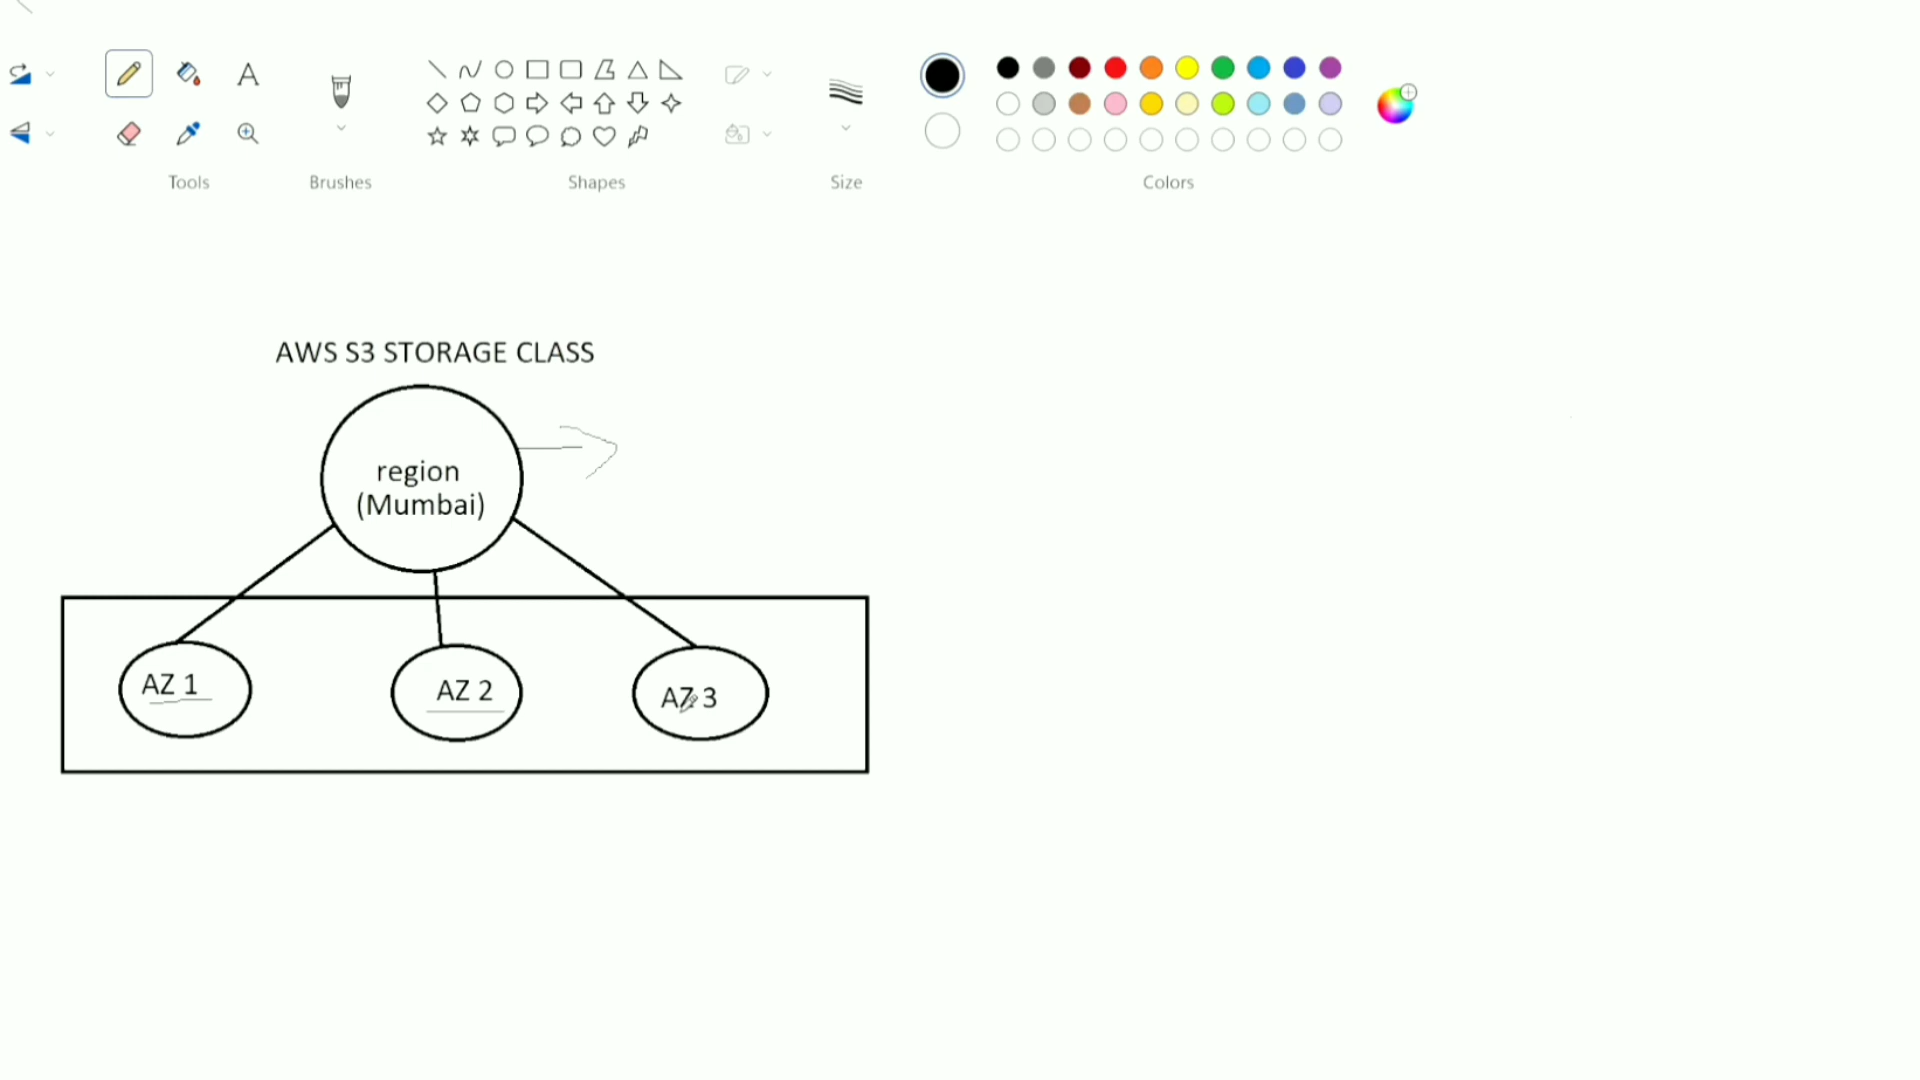 Tools
Brushes
Shapes
Size
Colors
AWS S3 STORAGE CLASS
region
(Mumbai)
AZ 1
AZ 2
AZ 3